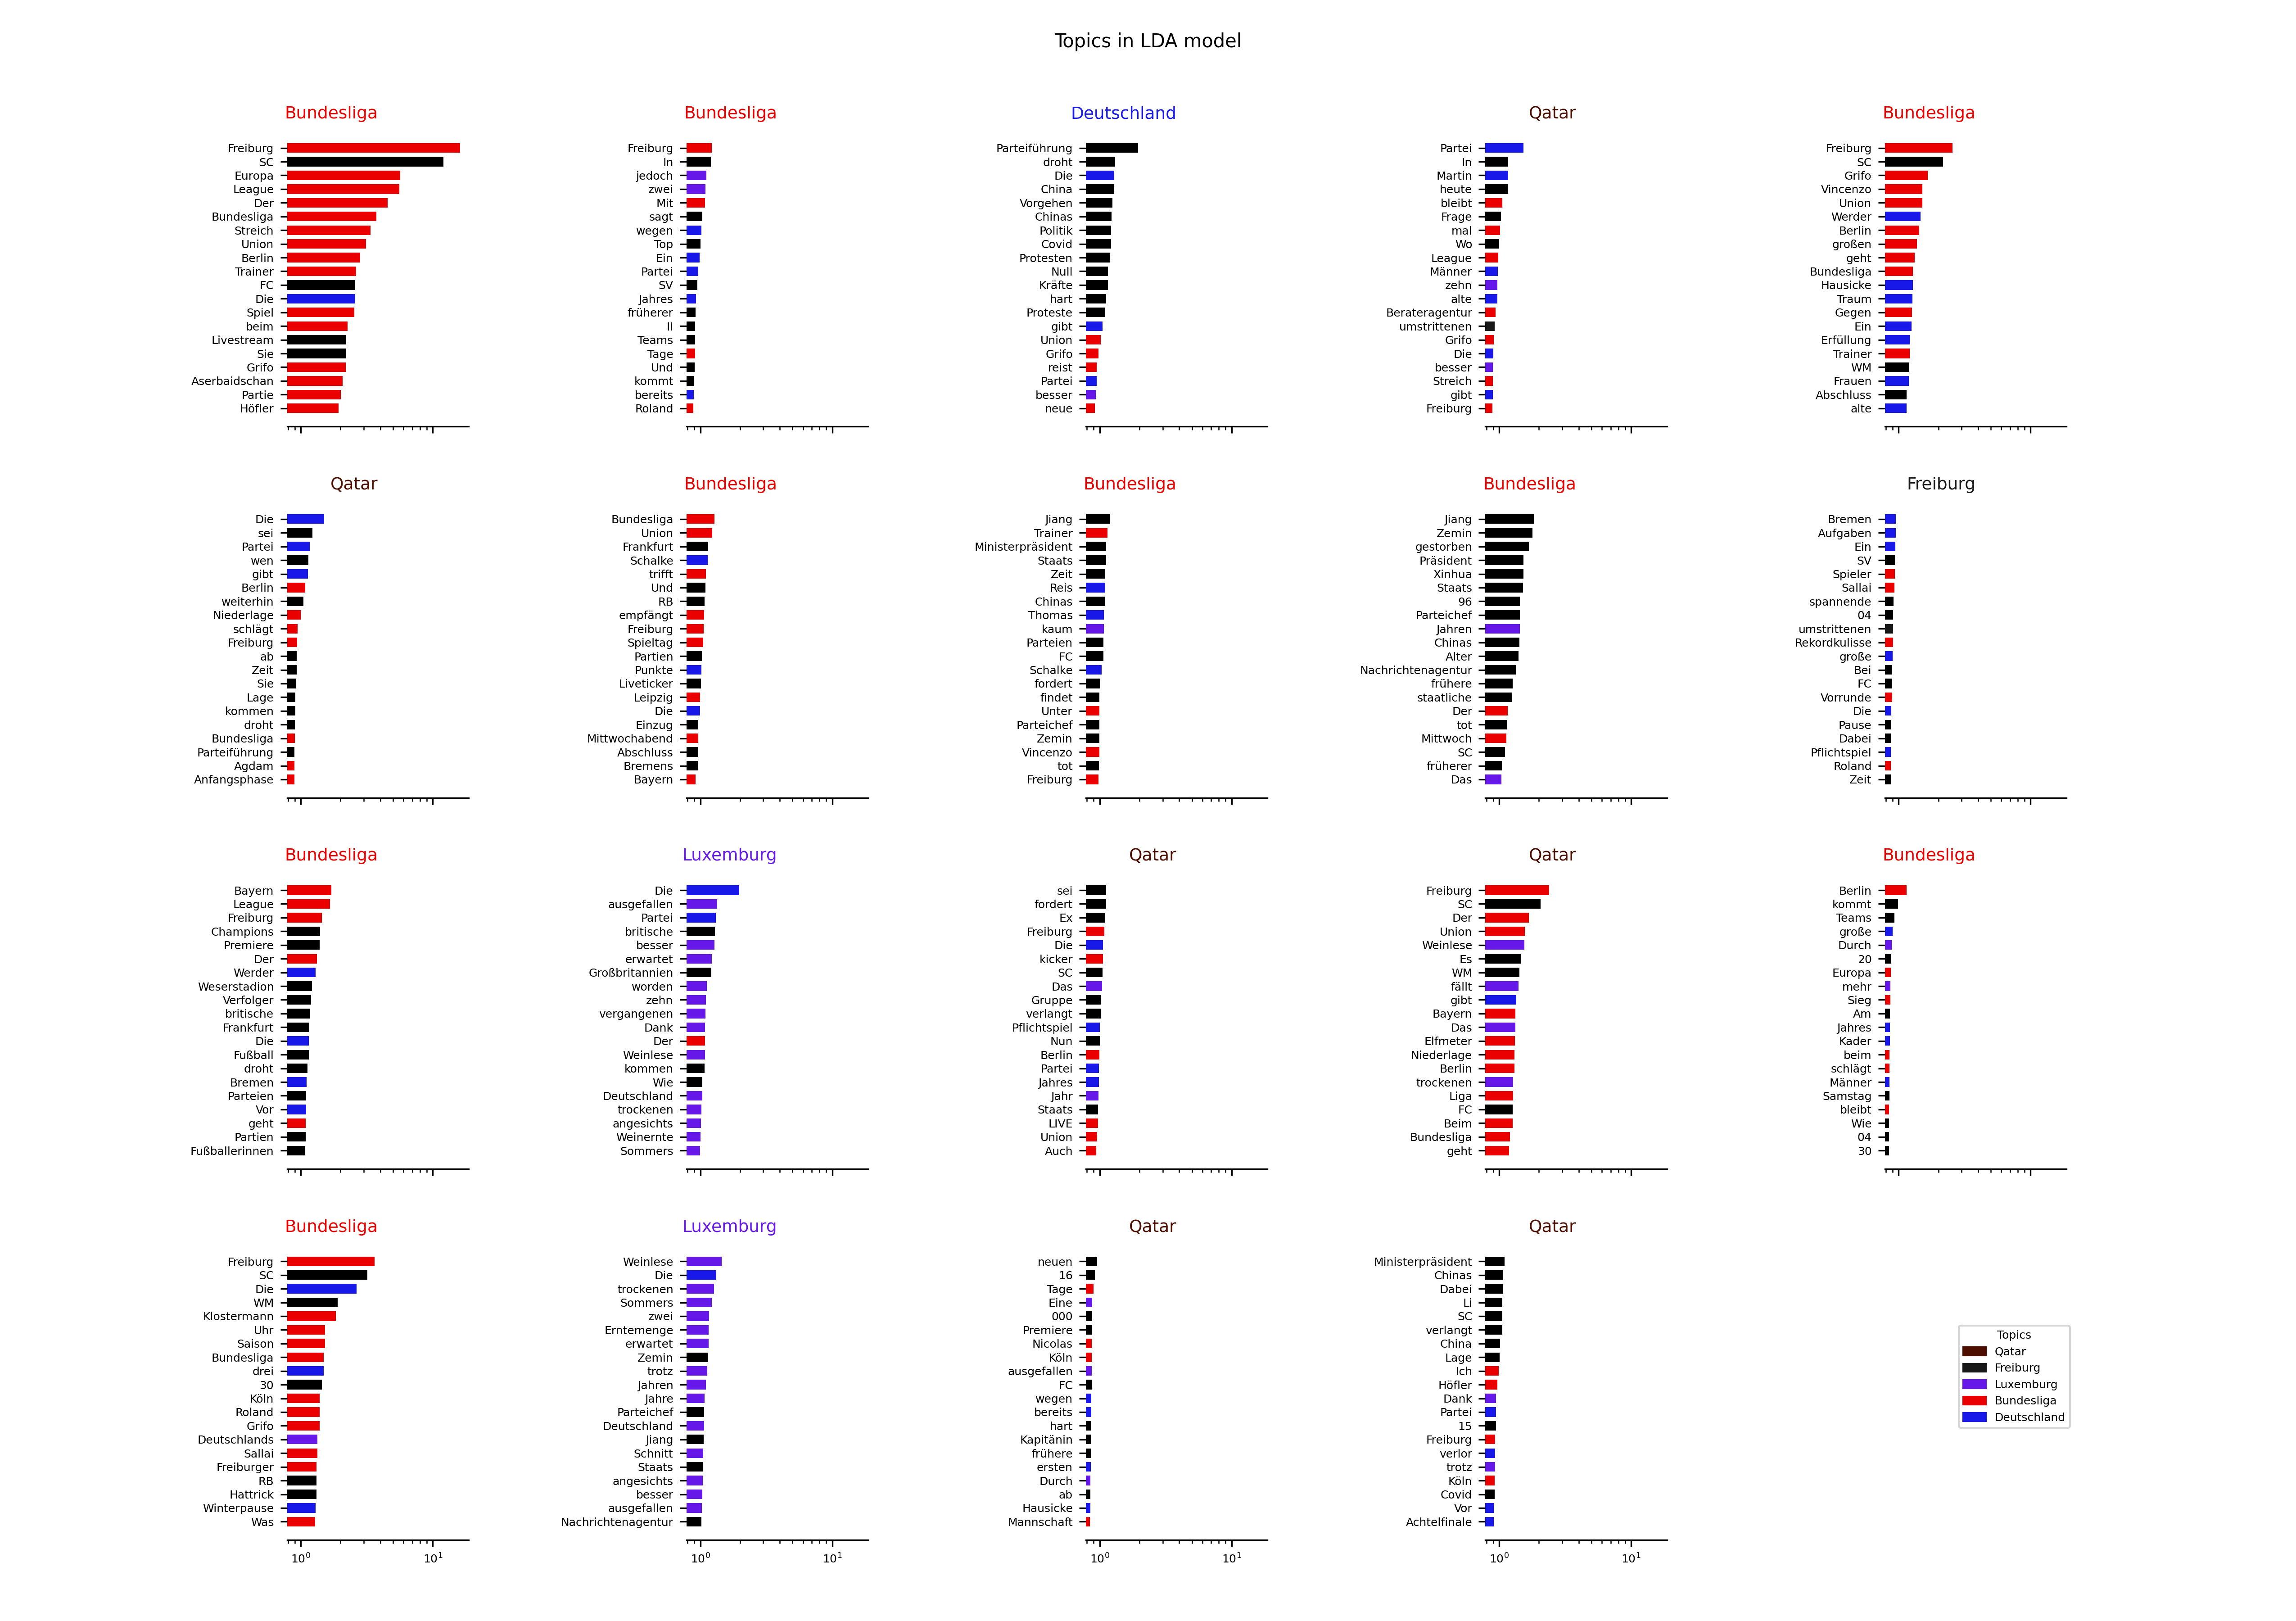 Topics in LDA model
Bundesliga
Freiburg
SC
Europa
League
Der
Bundesliga
Streich
Union
Berlin
Trainer
FC
Die
Spiel
beim
Livestream
Sie
Grifo
Aserbaidschan
Partie
Höfler
Bundesliga
Freiburg
In
jedoch
zwei
Mit
sagt
wegen
Top
Ein
Partei
SV
Jahres
früherer
II
Teams
Tage
Und
kommt
bereits
Roland
Deutschland
Parteiführung
droht
Die
China
Vorgehen
Chinas
Politik
Covid
Protesten
Null
Kräfte
hart
Proteste
gibt
Union
Grifo
reist
Partei
besser
neue
Qatar
Partei
In
Martin
heute
bleibt
Frage
mal
Wo
League
Männer
zehn
alte
Berateragentur
umstrittenen
Grifo
Die
besser
Streich
gibt
Freiburg
Bundesliga
Freiburg
SC
Grifo
Vincenzo
Union
Werder
Berlin
großen
geht
Bundesliga
Hausicke
Traum
Gegen
Ein
Erfüllung
Trainer
WM
Frauen
Abschluss
alte
Qatar
Die
sei
Partei
wen
gibt
Berlin
weiterhin
Niederlage
schlägt
Freiburg
ab
Zeit
Sie
Lage
kommen
droht
Bundesliga
Parteiführung
Agdam
Anfangsphase
Bundesliga
Bundesliga
Union
Frankfurt
Schalke
trifft
Und
RB
empfängt
Freiburg
Spieltag
Partien
Punkte
Liveticker
Leipzig
Die
Einzug
Mittwochabend
Abschluss
Bremens
Bayern
Bundesliga
Jiang
Trainer
Ministerpräsident
Staats
Zeit
Reis
Chinas
Thomas
kaum
Parteien
FC
Schalke
fordert
findet
Unter
Parteichef
Zemin
Vincenzo
tot
Freiburg
Bundesliga
Jiang
Zemin
gestorben
Präsident
Xinhua
Staats
96
Parteichef
Jahren
Chinas
Alter
Nachrichtenagentur
frühere
staatliche
Der
tot
Mittwoch
SC
früherer
Das
Freiburg
Bremen
Aufgaben
Ein
SV
Spieler
Sallai
spannende
04
umstrittenen
Rekordkulisse
große
Bei
FC
Vorrunde
Die
Pause
Dabei
Pflichtspiel
Roland
Zeit
Bundesliga
Bayern
League
Freiburg
Champions
Premiere
Der
Werder
Weserstadion
Verfolger
britische
Frankfurt
Die
Fußball
droht
Bremen
Parteien
Vor
geht
Partien
Fußballerinnen
Luxemburg
Die
ausgefallen
Partei
britische
besser
erwartet
Großbritannien
worden
zehn
vergangenen
Dank
Der
Weinlese
kommen
Wie
Deutschland
trockenen
angesichts
Weinernte
Sommers
Qatar
sei
fordert
Ex
Freiburg
Die
kicker
SC
Das
Gruppe
verlangt
Pflichtspiel
Nun
Berlin
Partei
Jahres
Jahr
Staats
LIVE
Union
Auch
Qatar
Freiburg
SC
Der
Union
Weinlese
Es
WM
fällt
gibt
Bayern
Das
Elfmeter
Niederlage
Berlin
trockenen
Liga
FC
Beim
Bundesliga
geht
Bundesliga
Berlin
kommt
Teams
große
Durch
20
Europa
mehr
Sieg
Am
Jahres
Kader
beim
schlägt
Männer
Samstag
bleibt
Wie
04
30
Bundesliga
Freiburg
SC
Die
WM
Klostermann
Uhr
Saison
Bundesliga
drei
30
Köln
Roland
Grifo
Deutschlands
Sallai
Freiburger
RB
Hattrick
Winterpause
Was
10⁰ 10¹
Luxemburg
Weinlese
Die
trockenen
Sommers
zwei
Erntemenge
erwartet
Zemin
trotz
Jahren
Jahre
Parteichef
Deutschland
Jiang
Schnitt
Staats
angesichts
besser
ausgefallen
Nachrichtenagentur
10⁰ 10¹
Qatar
neuen
16
Tage
Eine
000
Premiere
Nicolas
Köln
ausgefallen
FC
wegen
bereits
hart
Kapitänin
frühere
ersten
Durch
ab
Hausicke
Mannschaft
10⁰ 10¹
Qatar
Ministerpräsident
Chinas
Dabei
Li
SC
verlangt
China
Lage
Ich
Höfler
Dank
Partei
15
Freiburg
verlor
trotz
Köln
Covid
Vor
Achtelfinale
10⁰ 10¹
Topics
Qatar
Freiburg
Luxemburg
Bundesliga
Deutschland